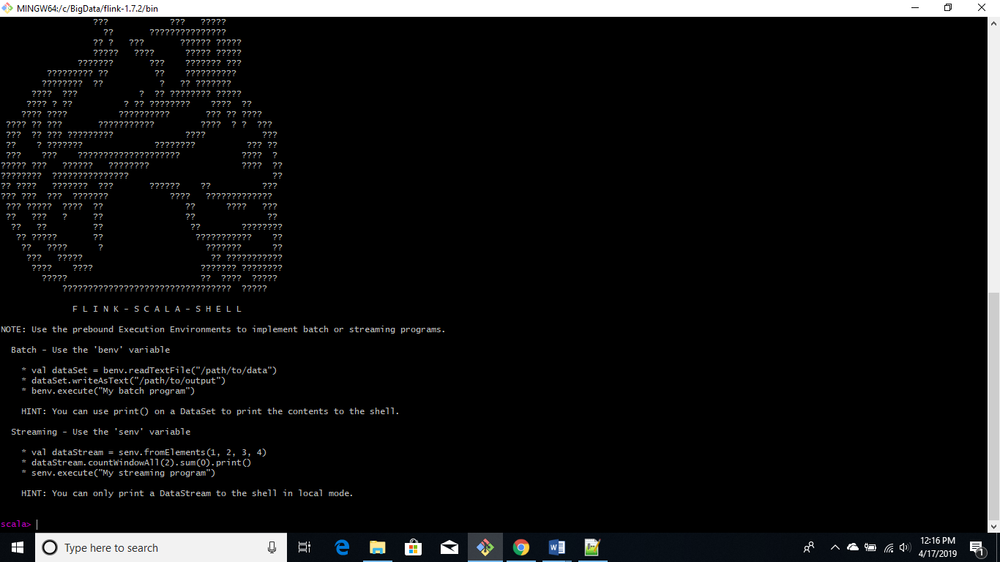 MINGW64:/c/BigData/flink-1.7.2/bin
                  ???            ???   ?????
                    ??       ???????????????
                  ?? ?   ???       ?????? ?????
                  ?????   ????      ????? ?????
               ???????       ???    ??????? ???
         ????????? ??         ??    ??????????
        ????????  ??           ?   ?? ???????
      ????  ???            ?  ?? ???????? ?????
     ???? ? ??          ? ?? ????????    ????  ??
    ???? ????          ??????????       ??? ?? ????
 ???? ?? ???       ???????????         ????  ? ?  ???
 ???  ?? ??? ?????????              ????           ???
 ??    ? ???????              ????????          ??? ??
 ???    ???    ????????????????????            ????  ?
????? ???   ??????   ????????                  ????  ??
????????  ???????????????                            ??
?? ????   ???????  ???       ??????    ??          ???
??? ???  ???  ???????            ????   ?????????????
 ??? ?????  ????  ??                ??      ????   ???
 ??   ???   ?     ??                ??              ??
  ??   ??         ??                 ??        ????????
   ?? ?????       ??                  ???????????    ??
    ??   ????      ?                    ???????      ??
     ???   ?????                         ?? ???????????
      ????    ????                     ??????? ????????
        ?????                          ??  ????  ?????
            ?????????????????????????????????  ?????
F L I N K - S C A L A - S H E L L
NOTE: Use the prebound Execution Environments to implement batch or streaming programs.
Batch - Use the 'benv' variable
* val dataSet = benv.readTextFile("/path/to/data")
* dataSet.writeAsText("/path/to/output")
* benv.execute("My batch program")
HINT: You can use print() on a DataSet to print the contents to the shell.
Streaming - Use the 'senv' variable
* val dataStream = senv.fromElements(1, 2, 3, 4)
* dataStream.countWindowAll(2).sum(0).print()
* senv.execute("My streaming program")
HINT: You can only print a DataStream to the shell in local mode.
scala>
Type here to search
12:16 PM
4/17/2019
1